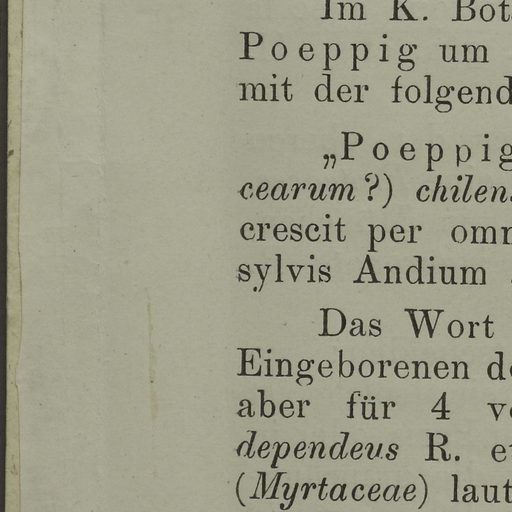 Im K. Bot
Poeppig um
mit der folgend
„Poeppig
cearum?) chilen
crescit per om
sylvis Andium
Das Wort
Eingeborenen d
aber für 4 v
dependeus R. e
(Myrtaceae) laut